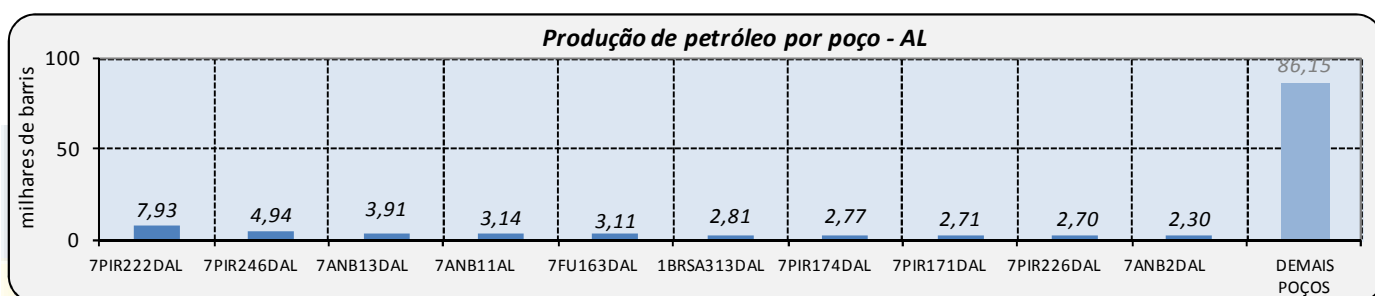 Produção de petróleo por poço - AL
milhares de barris
100
50
0
7,93
4,94
3,91
3,14
3,11
2,81
2,77
2,71
2,70
2,30
86,15
7PIR222DAL
7PIR246DAL
7ANB13DAL
7ANB11AL
7FU163DAL
1BRSA313DAL
7PIR174DAL
7PIR171DAL
7PIR226DAL
7ANB2DAL
DEMAIS
POÇOS